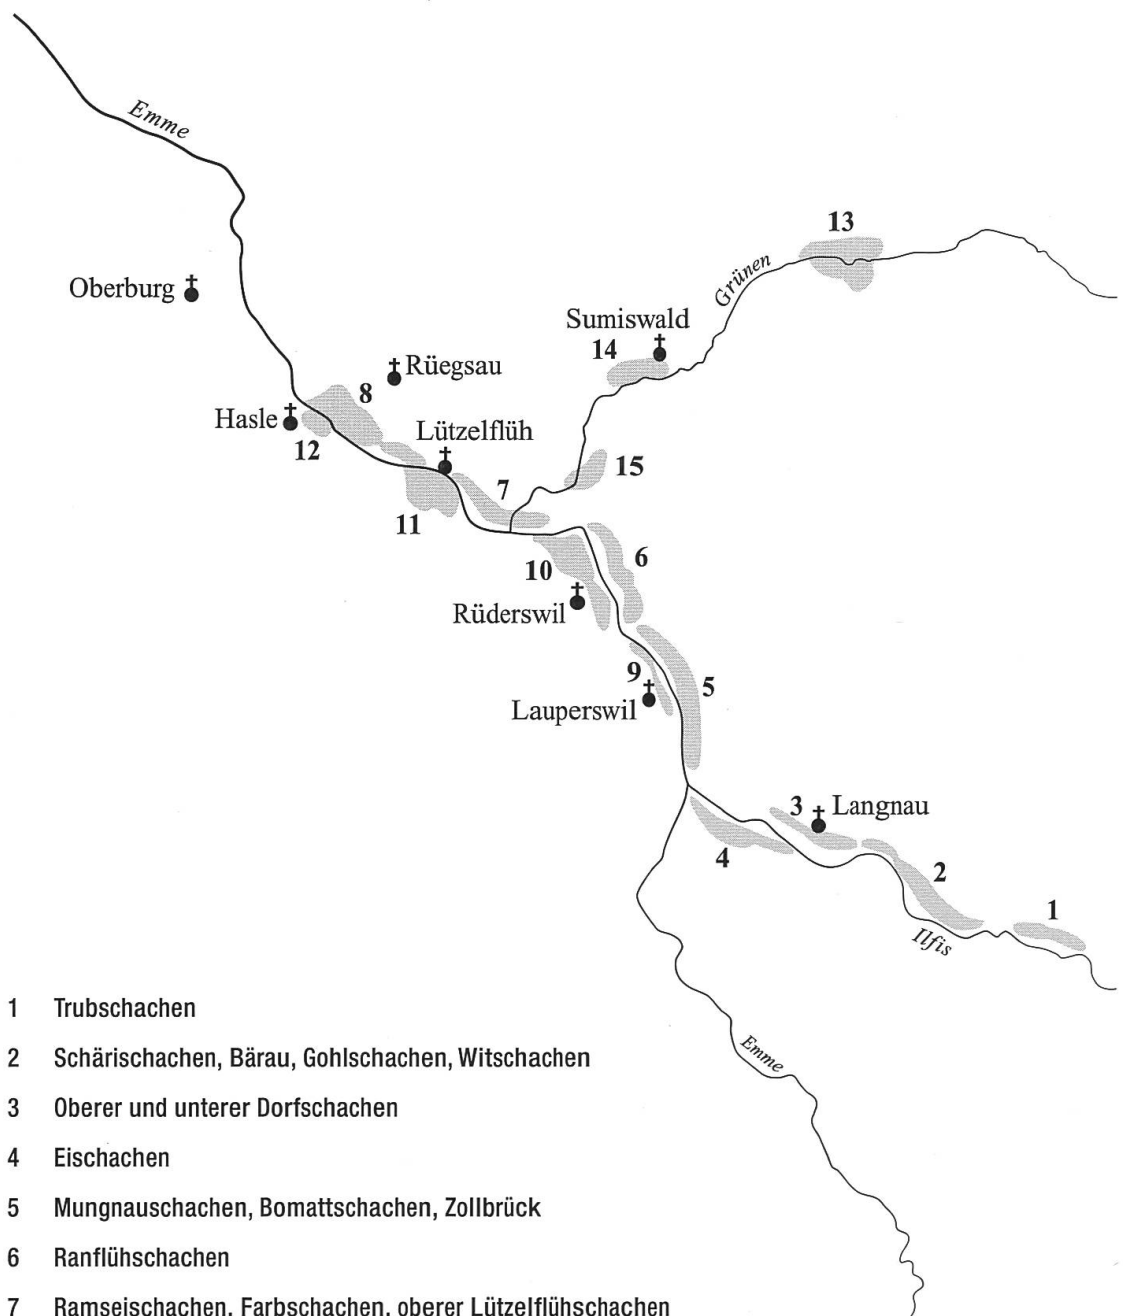 Emme
13
Oberburg
Grünen
Sumiswald
14
Rüegsau
8
Hasle
Lützelflüh
12
15
7
11
6
10
Rüderswil
9
5
Lauperswil
3
Langnau
4
2
1
Ilfis
Emme
1 Trubschachen
2 Schärischachen, Bärau, Gohlschachen, Witschachen
3 Oberer und unterer Dorfschachen
4 Eischachen
5 Mungnauschachen, Bomattschachen, Zollbrück
6 Ranflühschachen
7 Ramseischachen, Farbschachen, oberer Lützelflühschachen